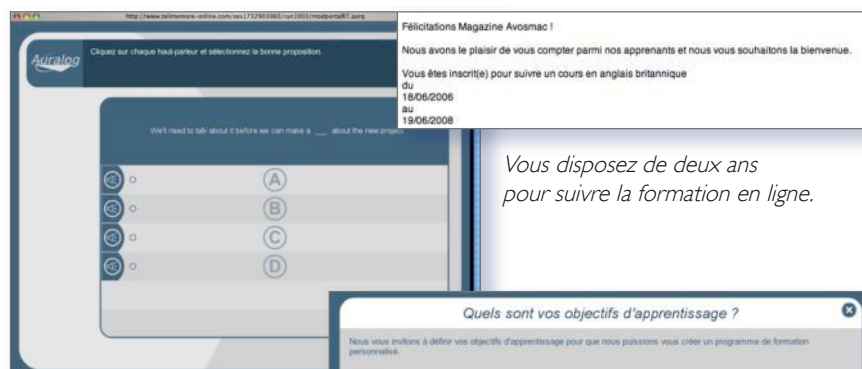 http://www.tellmemore-online.com/sas1732903060/run1003/modportalRT.aurq
Auralog
Cliquez sur chaque haut-parleur et sélectionnez la bonne proposition.
We'll need to talk about it before we can make a ___ about the new project.
A
B
C
D
Félicitations Magazine Avosmac !
Nous avons le plaisir de vous compter parmi nos apprenants et nous vous souhaitons la bienvenue.
Vous êtes inscrit(e) pour suivre un cours en anglais britannique
du
18/06/2006
au
19/06/2008
Vous disposez de deux ans
pour suivre la formation en ligne.
Quels sont vos objectifs d'apprentissage ?
Nous vous invitons à définir vos objectifs d'apprentissage pour que nous puissions vous créer un programme de formation
personnalisé.